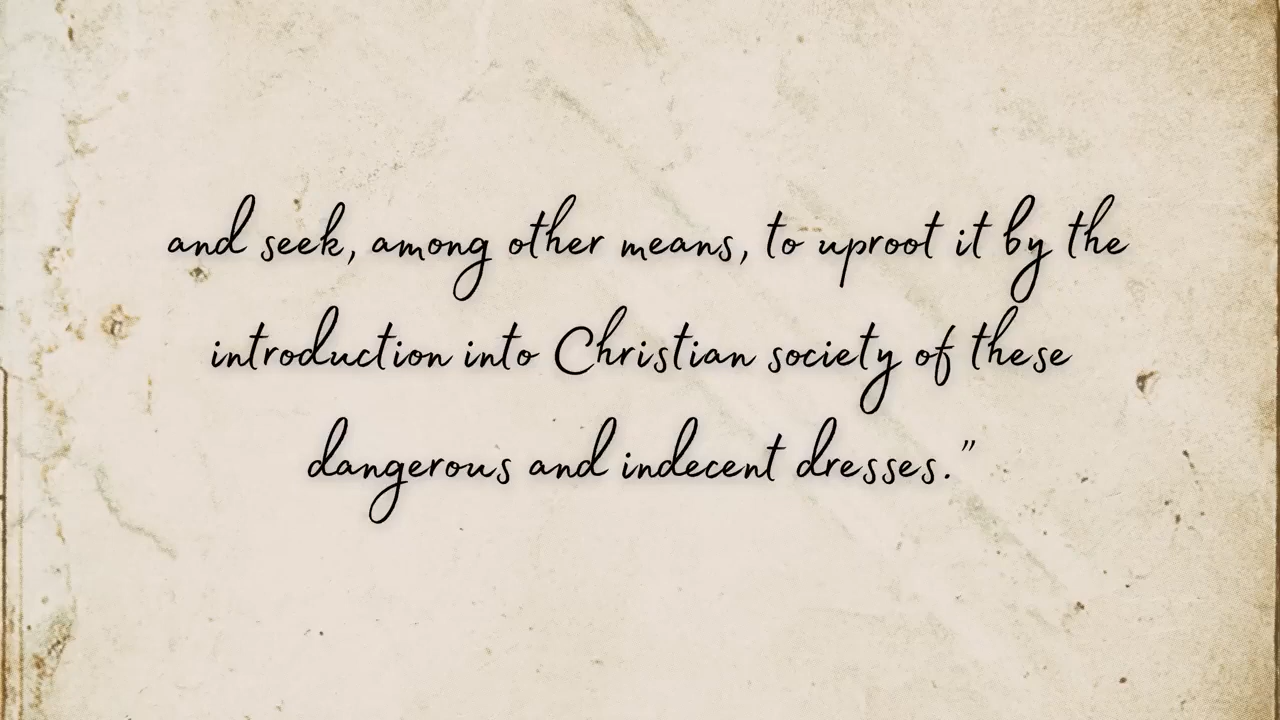 and seek, among other means, to uproot it by the
introduction into Christian society of these
dangerous and indecent dresses.”